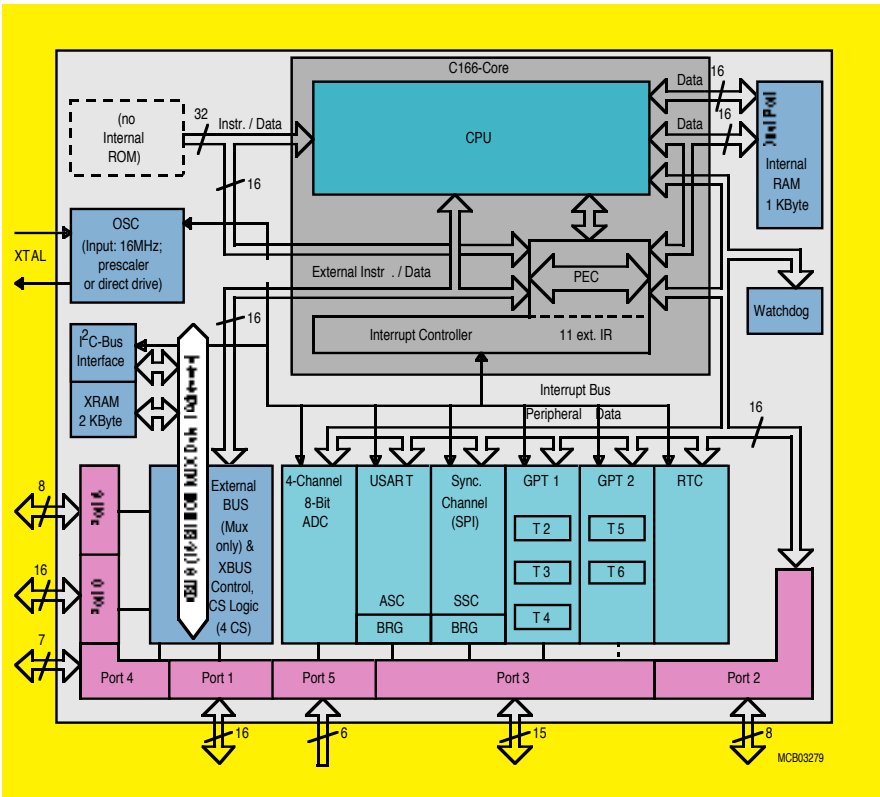 C166-Core
(no
Internal
ROM)
32
Instr. / Data
16
CPU
Data
16
Data
16
Internal
RAM
1 KByte
XTAL
OSC
(Input: 16MHz;
prescaler
or direct drive)
External Instr. / Data
16
PEC
Interrupt Controller
11 ext. IR
Watchdog
I2C-Bus
Interface
XRAM
2 KByte
Interrupt Bus
Peripheral Data
16
8
16
7
External
BUS
(Mux
only) &
XBUS
Control,
CS Logic
(4 CS)
4-Channel
8-Bit
ADC
USART
ASC
BRG
Sync.
Channel
(SPI)
SSC
BRG
GPT 1
T 2
T 3
T 4
GPT 2
T 5
T 6
RTC
Port 4
Port 1
Port 5
Port 3
Port 2
16
6
15
8
MCB03279